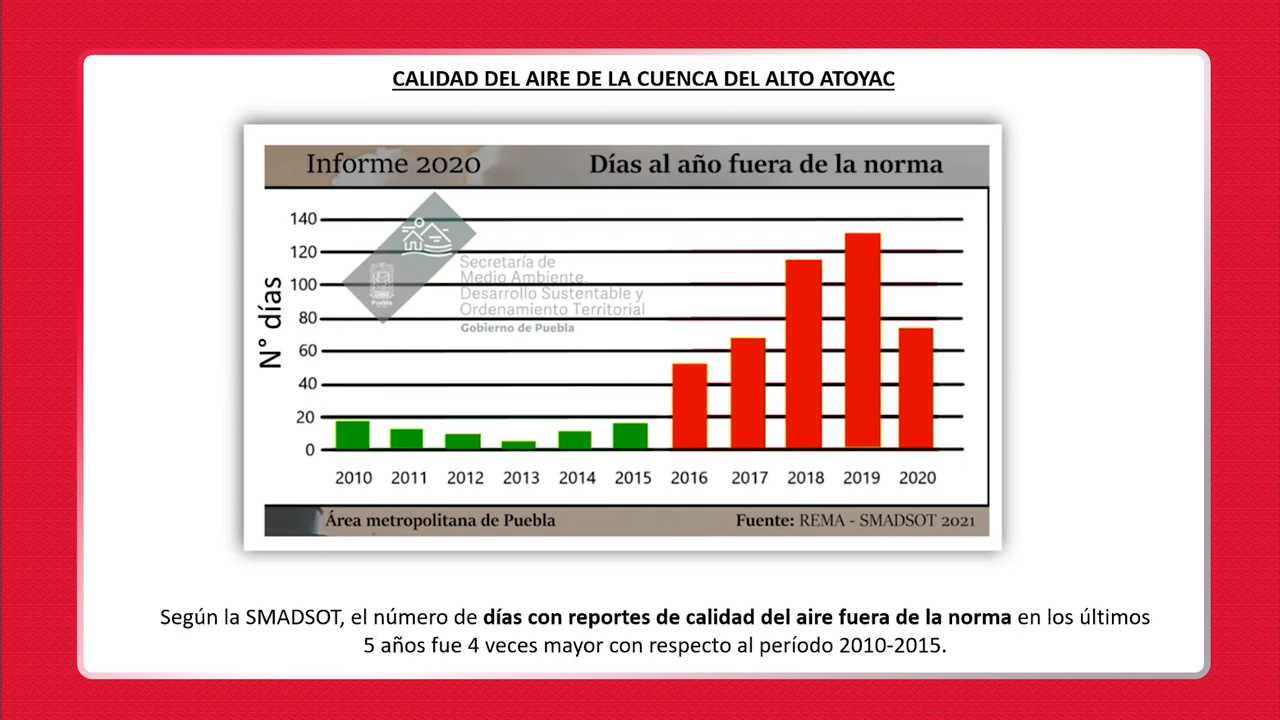 CALIDAD DEL AIRE DE LA CUENCA DEL ALTO ATOYAC
Informe 2020 Días al año fuera de la norma
N° días
140
120
100
80
60
40
20
0
Puebla
Secretaría de
Medio Ambiente
Desarrollo Sustentable y
Ordenamiento Territorial
Gobierno de Puebla
2010 2011 2012 2013 2014 2015 2016 2017 2018 2019 2020
Área metropolitana de Puebla Fuente: REMA - SMADSOT 2021
Según la SMADSOT, el número de días con reportes de calidad del aire fuera de la norma en los últimos
5 años fue 4 veces mayor con respecto al período 2010-2015.